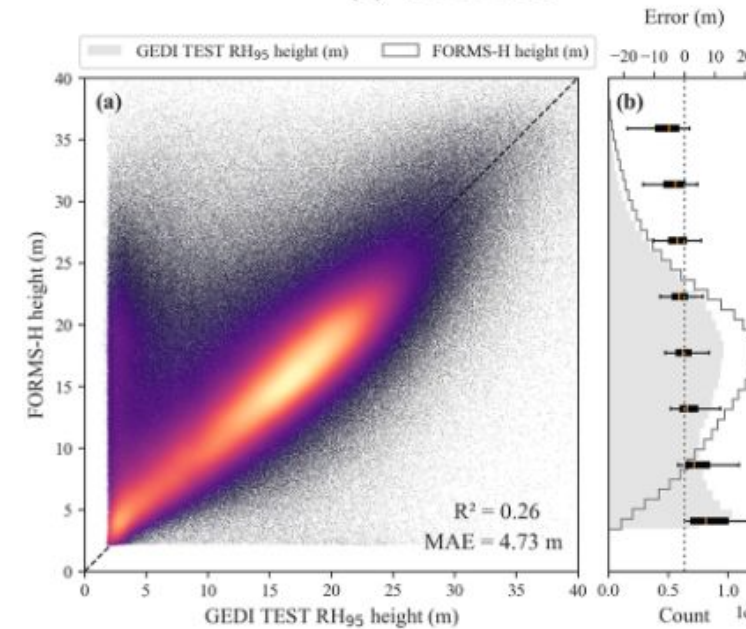 Error (m)
GEDI TEST RH₉₅ height (m) FORMS-H height (m)
−20 −10 0 10
40
(a)
(b)
35
30
25
20
15
10
5
0
FORMS-H height (m)
R² = 0.26
MAE = 4.73 m
0 5 10 15 20 25 30 35 40
0.0 0.5 1.0
GEDI TEST RH₉₅ height (m)
Count